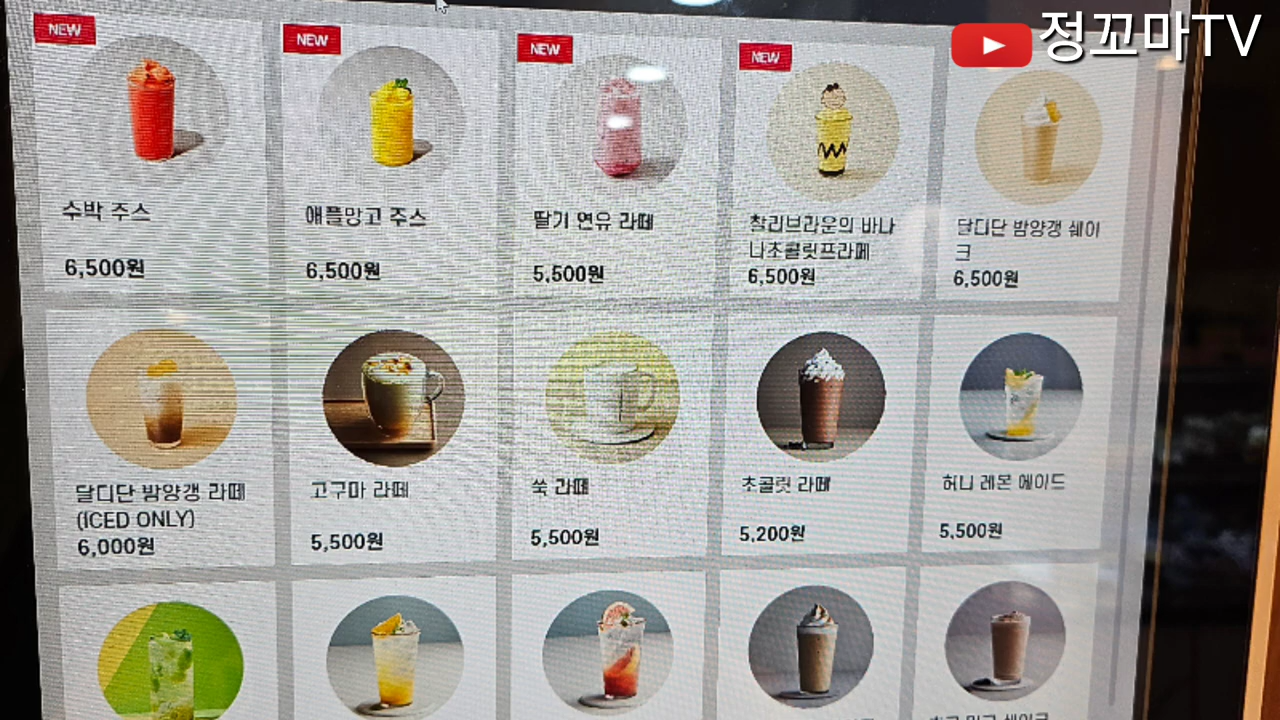 정꼬마TV
NEW
NEW
NEW
NEW
수박 주스
6,500원
애플망고 주스
6,500원
딸기 연유 라떼
5,500원
찰리브라운의 바나
나초콜릿프라페
6,500원
달디단 밤양갱 쉐이
크
6,500원
달디단 밤양갱 라떼
(ICED ONLY)
6,000원
고구마 라떼
5,500원
쑥 라떼
5,500원
초콜릿 라떼
5,200원
허니 레몬 에이드
5,500원